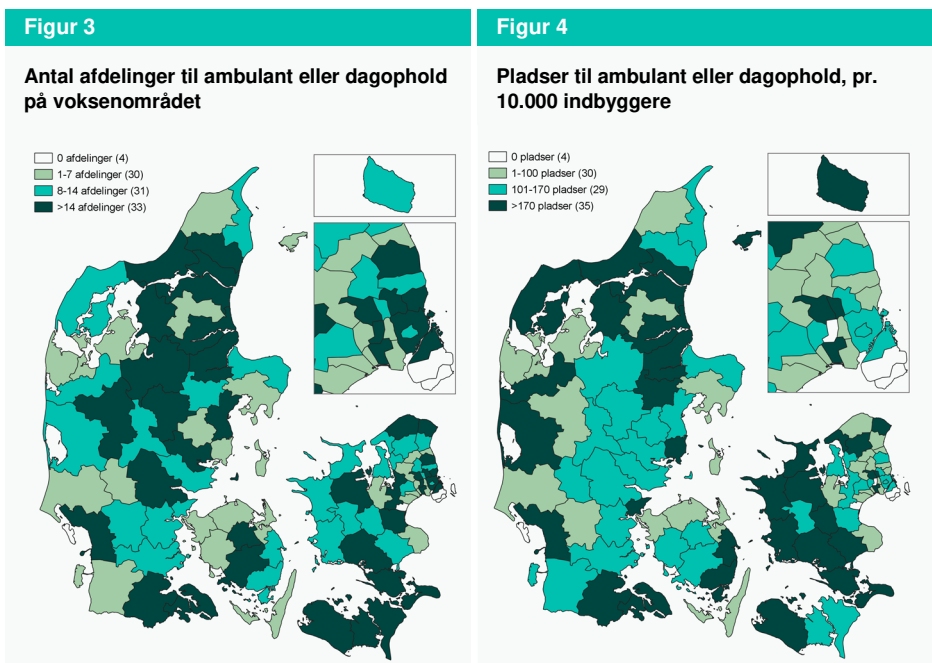 Figur 3
Antal afdelinger til ambulant eller dagophold
på voksenområdet
0 afdelinger (4)
1-7 afdelinger (30)
8-14 afdelinger (31)
>14 afdelinger (33)
Figur 4
Pladser til ambulant eller dagophold, pr.
10.000 indbyggere
0 pladser (4)
1-100 pladser (30)
101-170 pladser (29)
>170 pladser (35)